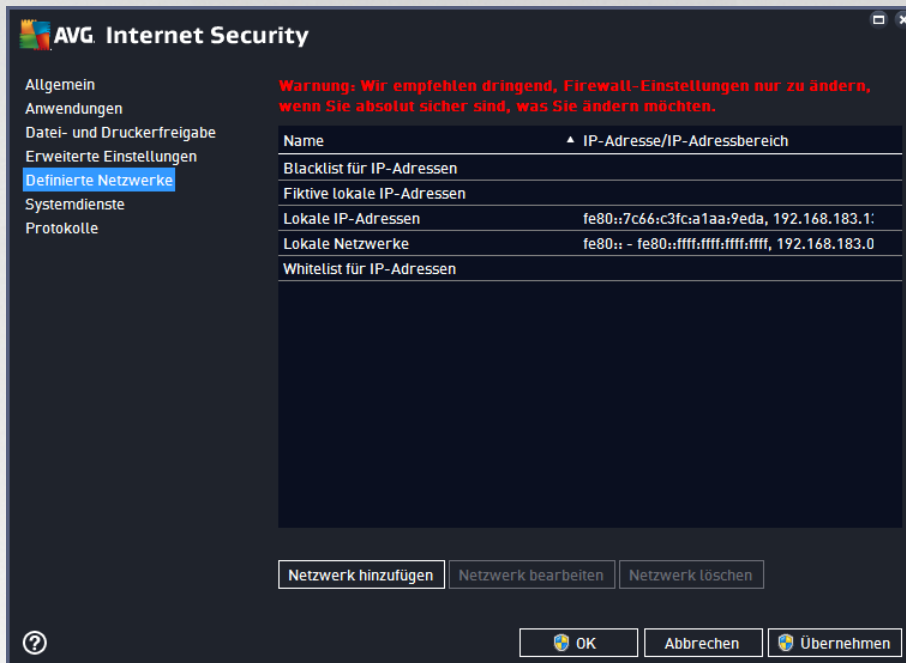 AVG Internet Security
Allgemein
Anwendungen
Datei- und Druckerfreigabe
Erweiterte Einstellungen
Definierte Netzwerke
Systemdienste
Protokolle
Warnung: Wir empfehlen dringend, Firewall-Einstellungen nur zu ändern,
wenn Sie absolut sicher sind, was Sie ändern möchten.
Name ▲ IP-Adresse/IP-Adressbereich
Blacklist für IP-Adressen
Fiktive lokale IP-Adressen
Lokale IP-Adressen fe80::7c66:c3fc:a1aa:9eda, 192.168.183.1
Lokale Netzwerke fe80:: - fe80::ffff:ffff:ffff:ffff, 192.168.183.0
Whitelist für IP-Adressen
Netzwerk hinzufügen Netzwerk bearbeiten Netzwerk löschen
? OK Abbrechen Übernehmen